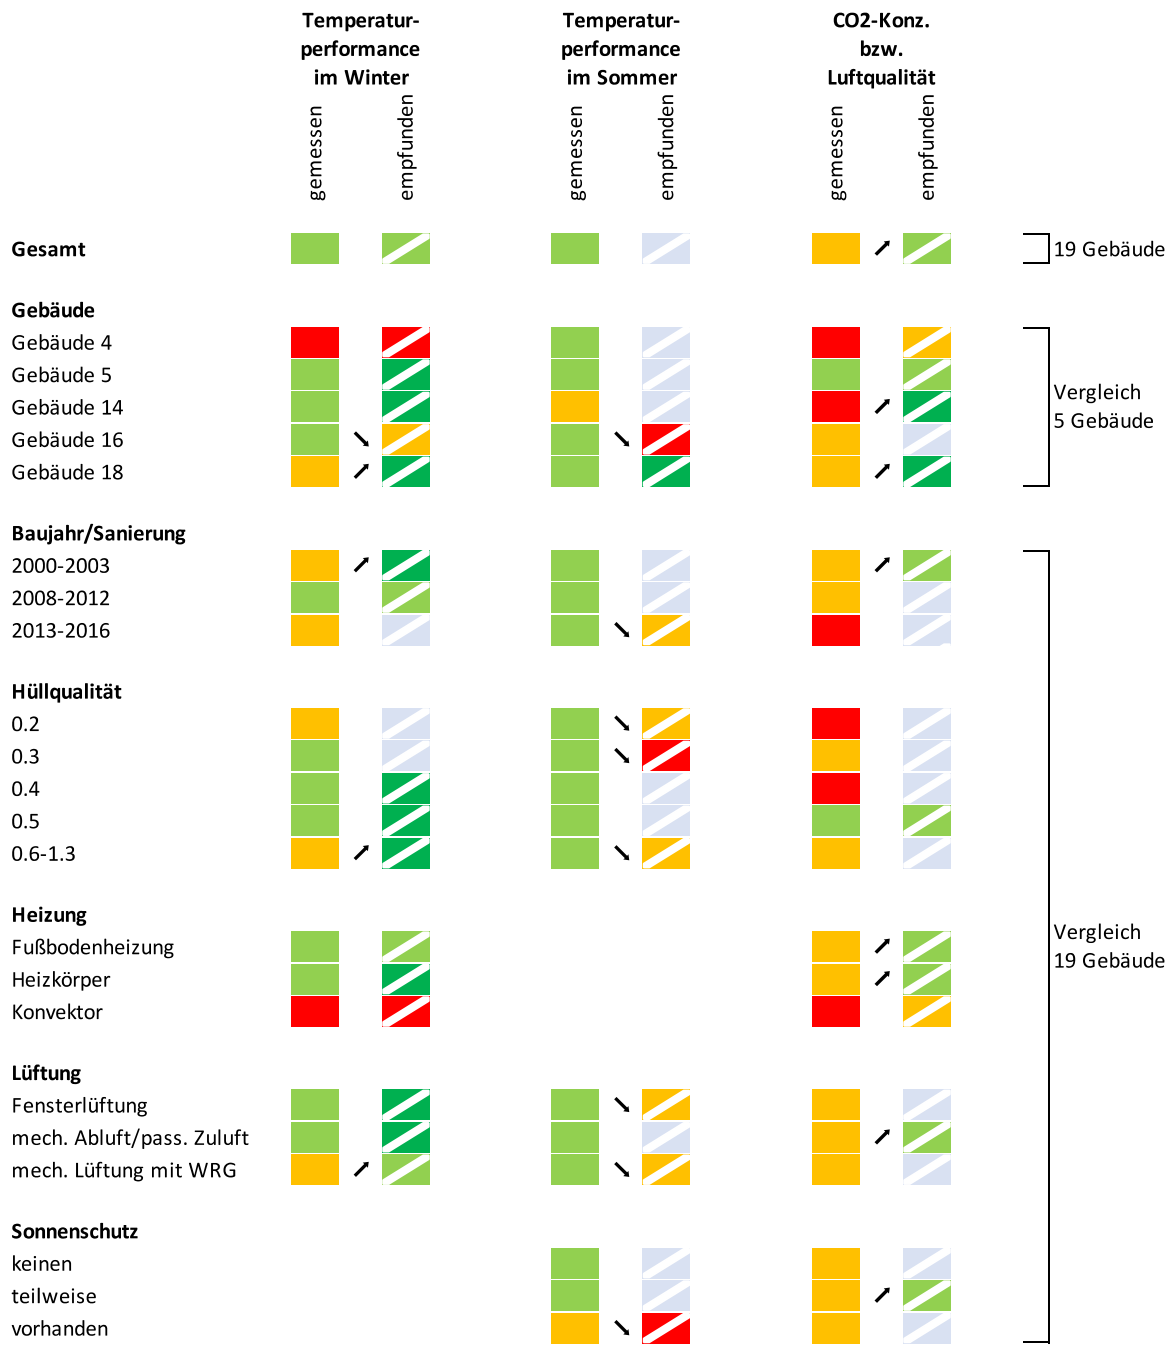 Temperatur-
performance
im Winter
Temperatur-
performance
im Sommer
CO2-Konz.
bzw.
Luftqualität
gemessen
empfunden
gemessen
empfunden
gemessen
empfunden
Gesamt
19 Gebäude
Gebäude
Gebäude 4
Gebäude 5
Gebäude 14
Gebäude 16
Gebäude 18
Vergleich
5 Gebäude
Baujahr/Sanierung
2000-2003
2008-2012
2013-2016
Hüllqualität
0.2
0.3
0.4
0.5
0.6-1.3
Heizung
Fußbodenheizung
Heizkörper
Konvektor
Vergleich
19 Gebäude
Lüftung
Fensterlüftung
mech. Abluft/pass. Zuluft
mech. Lüftung mit WRG
Sonnenschutz
keinen
teilweise
vorhanden